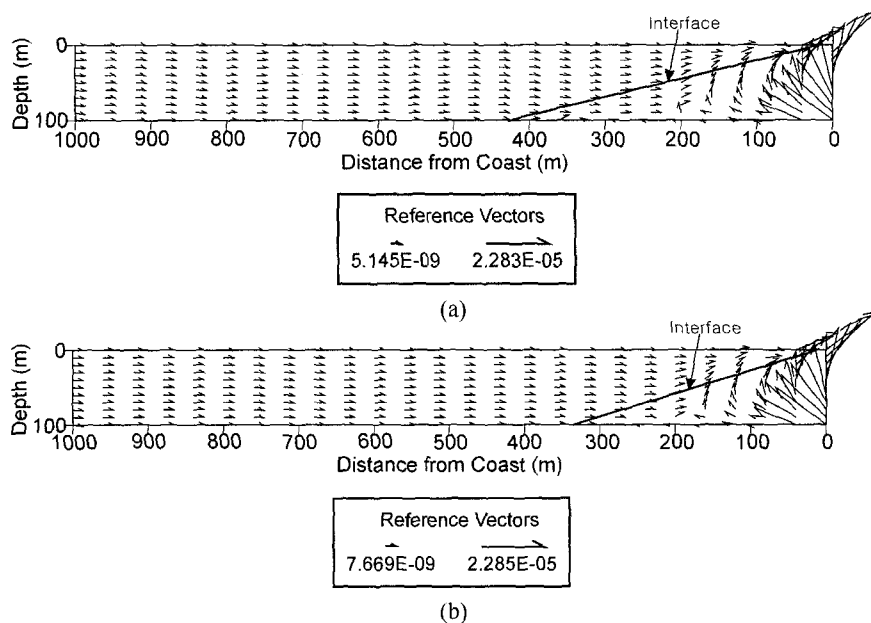 Interface
0
Depth (m)
100
1000 900 800 700 600 500 400 300 200 100 0
Distance from Coast (m)
Reference Vectors
5.145E-09 2.283E-05
(a)
Interface
0
Depth (m)
100
1000 900 800 700 600 500 400 300 200 100 0
Distance from Coast (m)
Reference Vectors
7.669E-09 2.285E-05
(b)